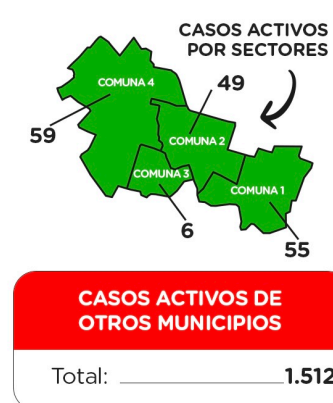 CASOS ACTIVOS
POR SECTORES
COMUNA 4
49
59
COMUNA 2
COMUNA 3
COMUNA 1
6
55
CASOS ACTIVOS DE
OTROS MUNICIPIOS
Total: 1.512